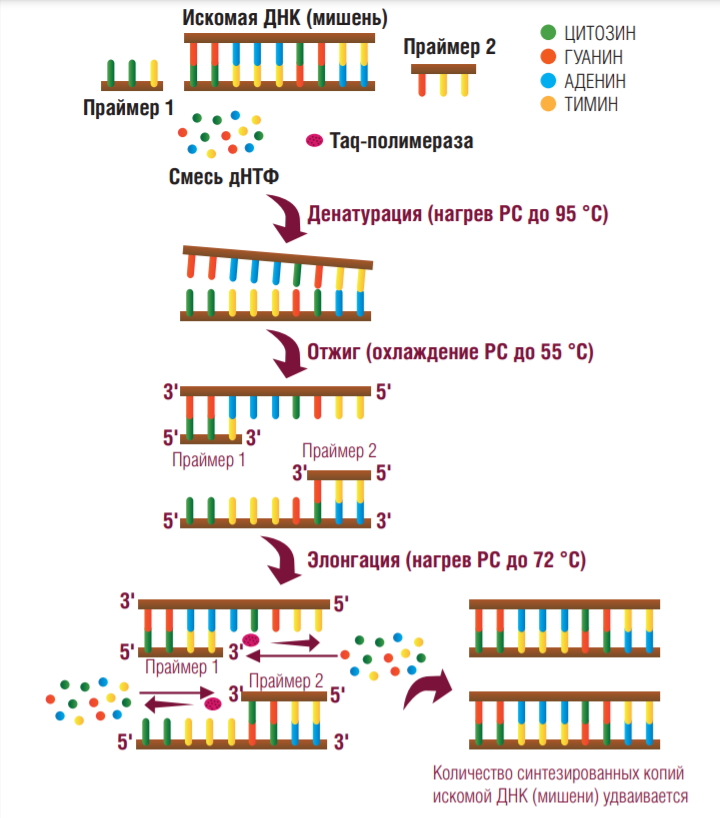 Искомая ДНК (мишень)
Праймер 1
Праймер 2
ЦИТОЗИН
ГУАНИН
АДЕНИН
ТИМИН
Смесь дНТФ
Taq-полимераза
Денатурация (нагрев РС до 95 °C)
Отжиг (охлаждение РС до 55 °C)
3'
5'
5'
3'
Праймер 1
Праймер 2
3'
5'
5'
3'
Элонгация (нагрев РС до 72 °C)
3'
5'
5'
3'
Праймер 1
Праймер 2
3'
5'
5'
3'
Количество синтезированных копий
искомой ДНК (мишени) удваивается